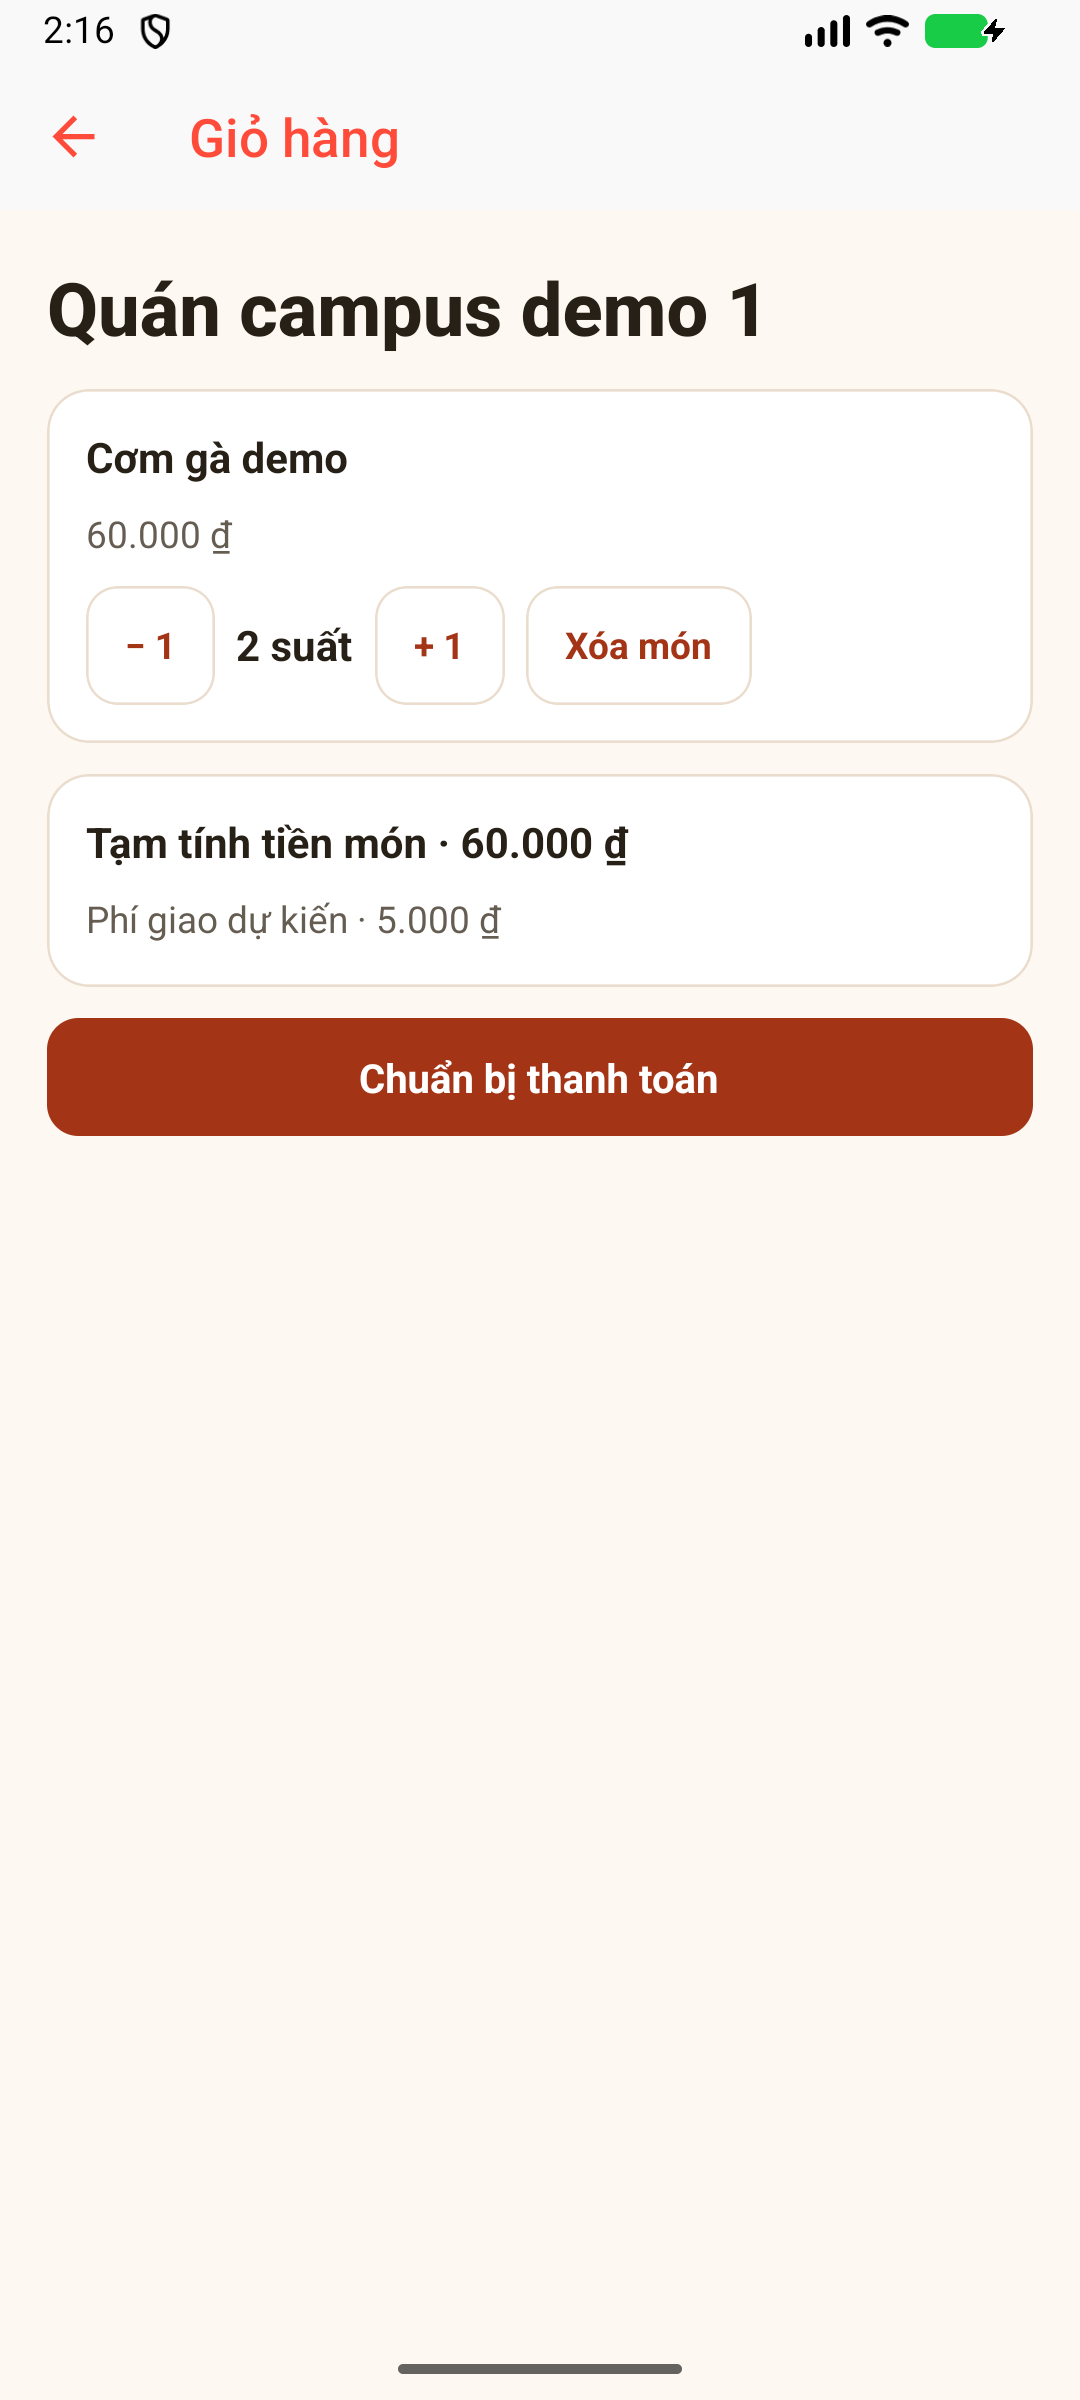 2:16
Giỏ hàng
Quán campus demo 1
Cơm gà demo
60.000 ₫
− 1 2 suất + 1 Xóa món
Tạm tính tiền món · 60.000 ₫
Phí giao dự kiến · 5.000 ₫
Chuẩn bị thanh toán